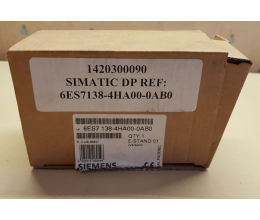 1420300090
SIMATIC DP REF:
6ES7138-4HA00-0AB0
6ES7 138-4HA00-0AB0
QTY:1
E-STAND:01
SIEMENS